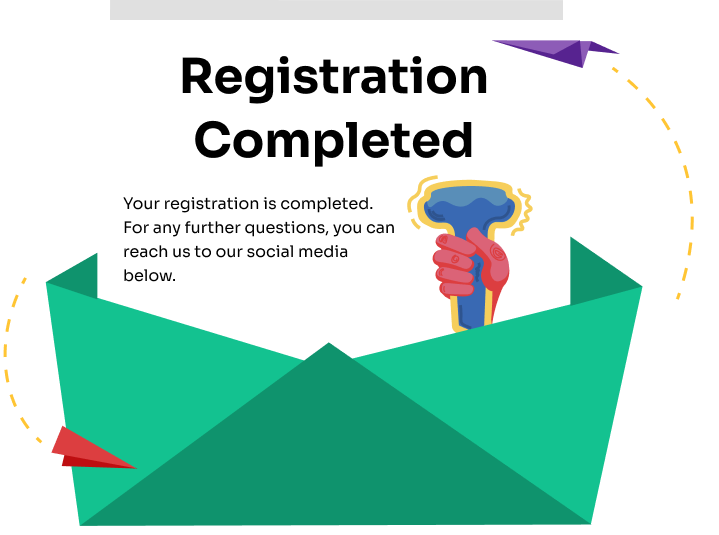 Registration
Completed
Your registration is completed.
For any further questions, you can
reach us to our social media
below.